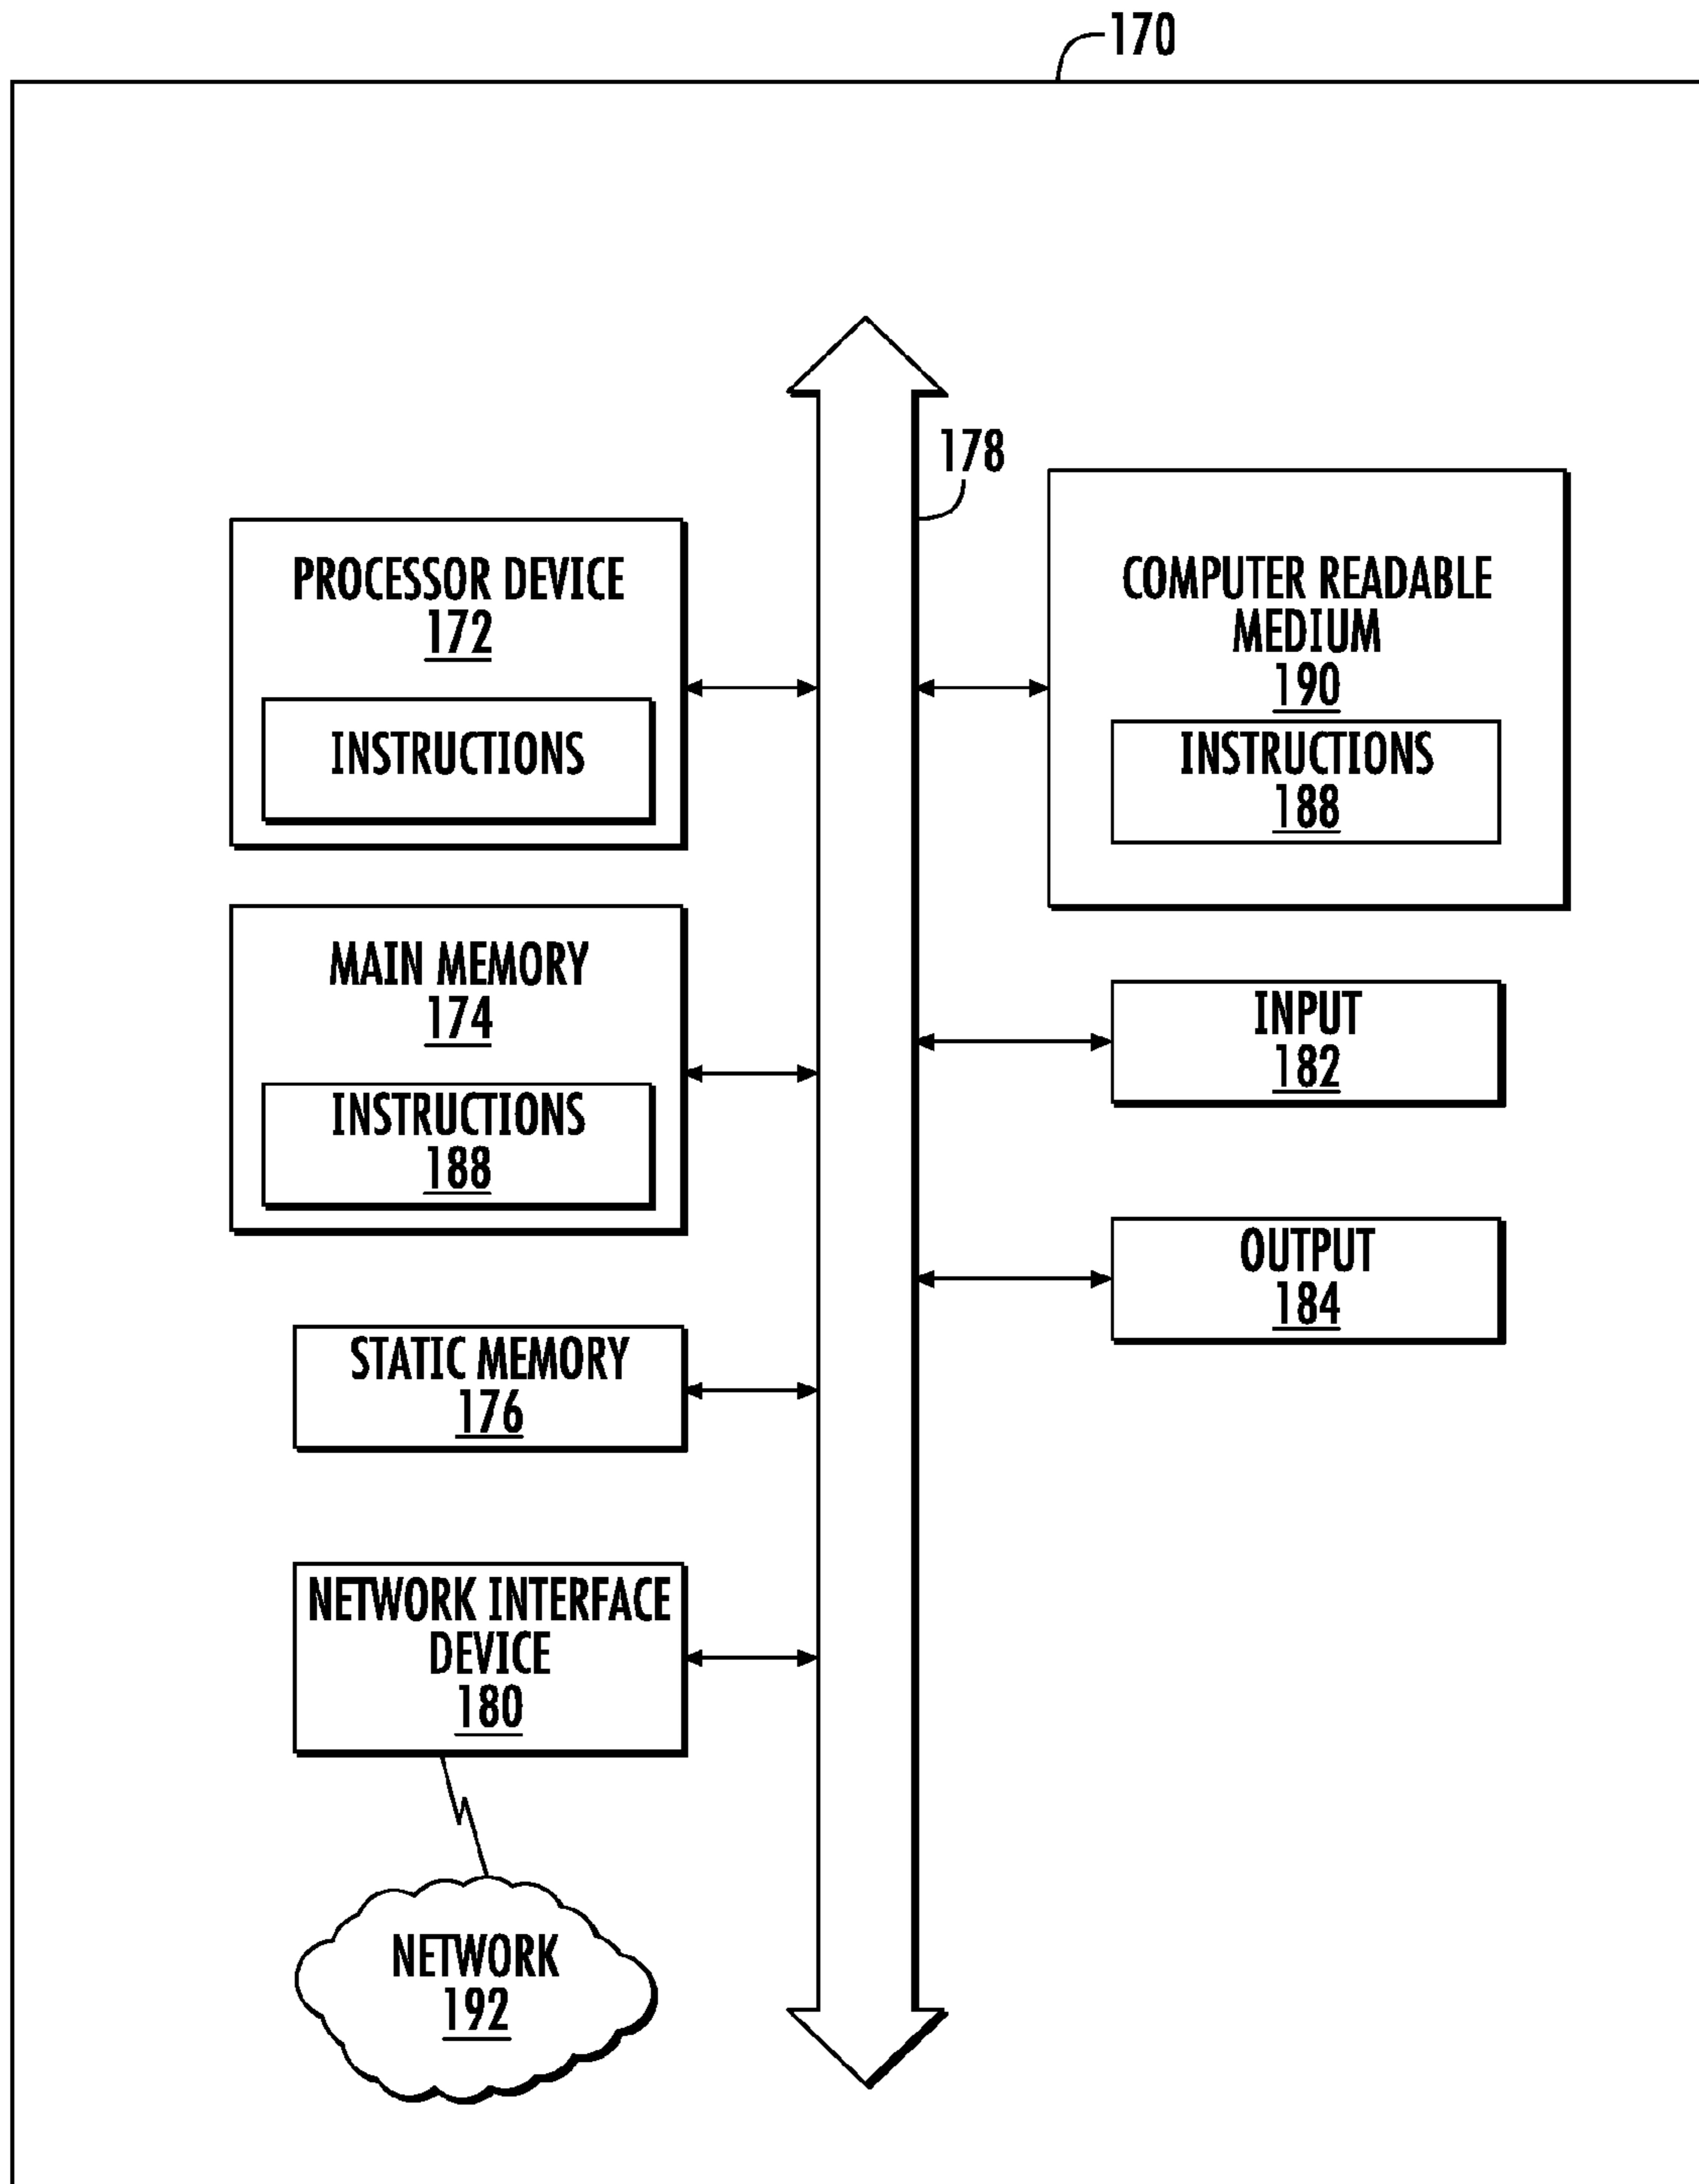 170
178
PROCESSOR DEVICE
172
INSTRUCTIONS
MAIN MEMORY
174
INSTRUCTIONS
188
STATIC MEMORY
176
NETWORK INTERFACE
DEVICE
180
NETWORK
192
COMPUTER READABLE
MEDIUM
190
INSTRUCTIONS
188
INPUT
182
OUTPUT
184